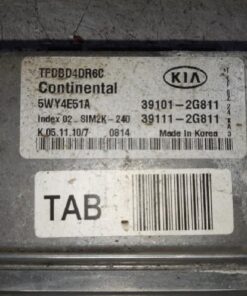 TFDBD4DR6C
Continental
KIA
5WY4E51A 39101-2G811
Index 02 SIM2K-240 39111-2G811
K 05.11.10/7 0814 Made in Korea
TAB